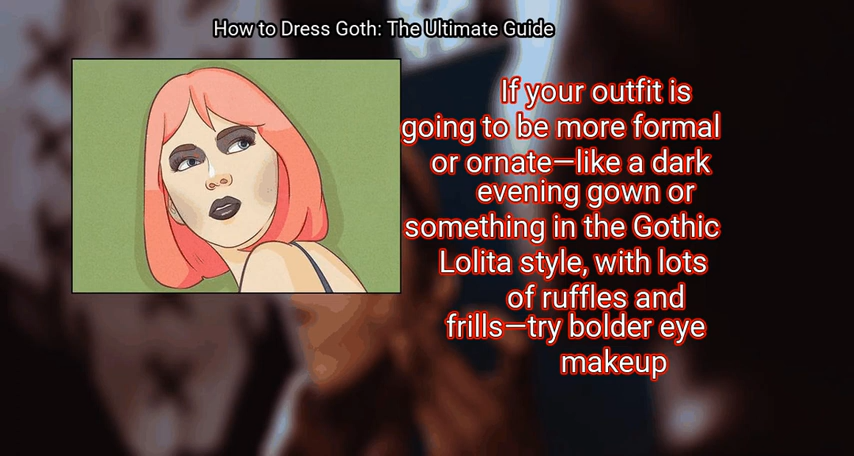 How to Dress Goth: The Ultimate Guide
If your outfit is
going to be more formal
or ornate—like a dark
evening gown or
something in the Gothic
Lolita style, with lots
of ruffles and
frills—try bolder eye
makeup